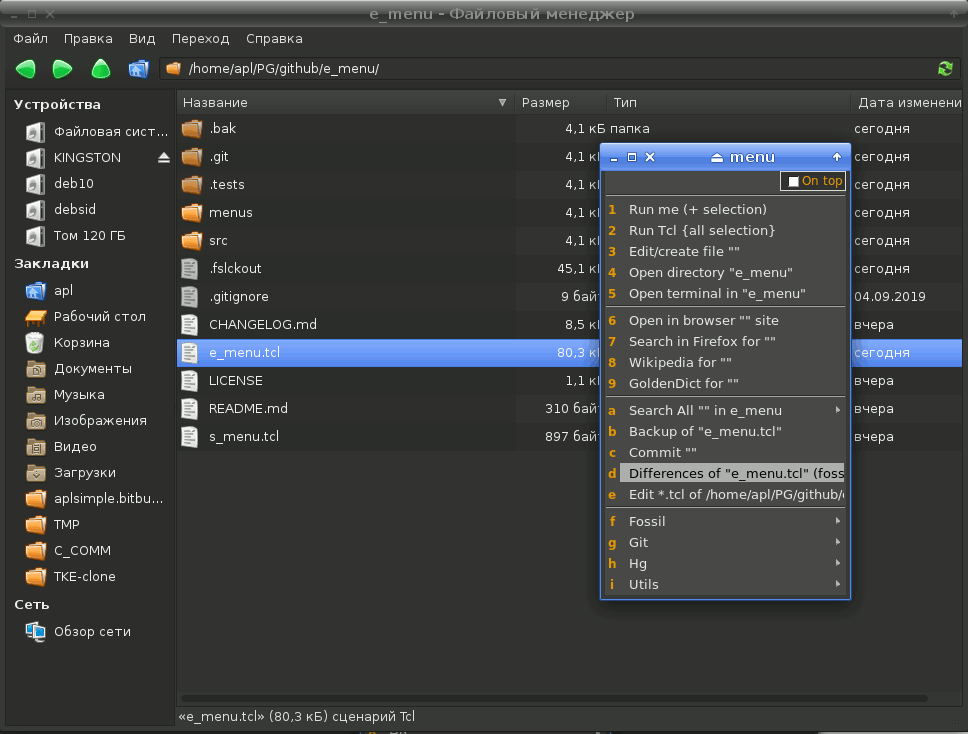 e_menu - Файловый менеджер
Файл Правка Вид Переход Справка
/home/apl/PG/github/e_menu/
Устройства
Файловая сист...
KINGSTON
deb10
debsid
Том 120 ГБ
Закладки
apl
Рабочий стол
Корзина
Документы
Музыка
Изображения
Видео
Загрузки
aplsimple.bitbu...
TMP
C_COMM
TKE-clone
Сеть
Обзор сети
Название Размер Тип Дата изменени
.bak 4,1 кБ папка сегодня
.git 4,1 к сегодня
.tests 4,1 к сегодня
menus 4,1 к сегодня
src 4,1 к сегодня
.fslckout 45,1 к сегодня
.gitignore 9 байт 04.09.2019
CHANGELOG.md 8,5 к вчера
e_menu.tcl 80,3 к сегодня
LICENSE 1,1 к вчера
README.md 310 байт вчера
s_menu.tcl 897 байт вчера
menu
On top
1 Run me (+ selection)
2 Run Tcl {all selection}
3 Edit/create file ""
4 Open directory "e_menu"
5 Open terminal in "e_menu"
6 Open in browser "" site
7 Search in Firefox for ""
8 Wikipedia for ""
9 GoldenDict for ""
a Search All "" in e_menu
b Backup of "e_menu.tcl"
c Commit ""
d Differences of "e_menu.tcl" (foss
e Edit *.tcl of /home/apl/PG/github/
f Fossil
g Git
h Hg
i Utils
«e_menu.tcl» (80,3 кБ) сценарий Tcl